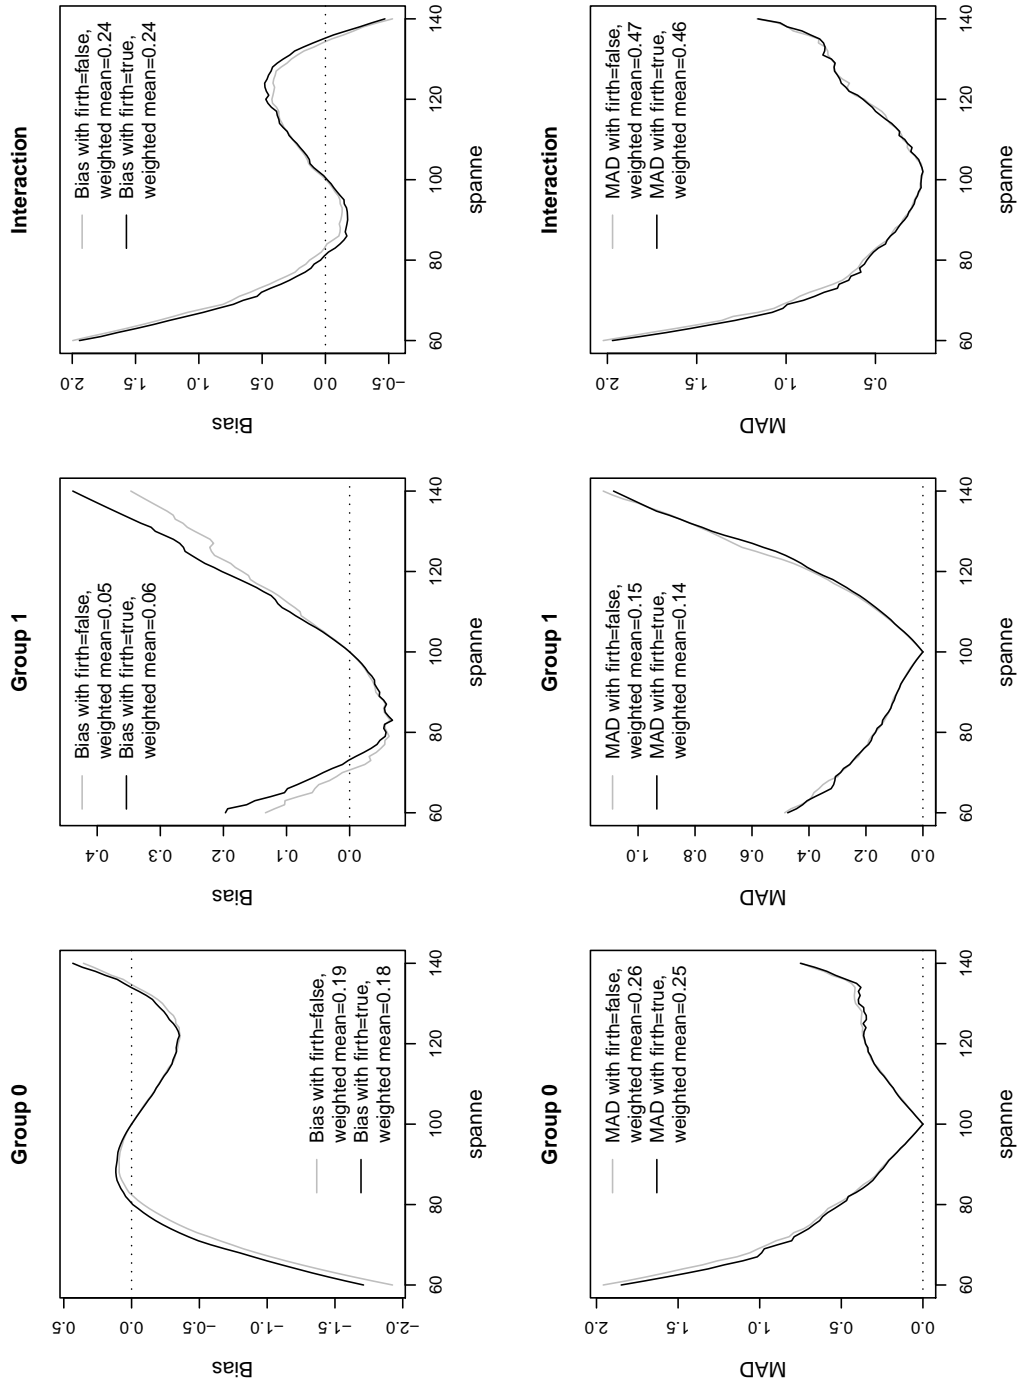 Group 0
Bias
0.5
0.0
−0.5
−1.0
−1.5
−2.0
Bias with firth=false,
weighted mean=0.19
Bias with firth=true,
weighted mean=0.18
60 80 100 120 140
spanne
Group 1
Bias
0.4
0.3
0.2
0.1
0.0
Bias with firth=false,
weighted mean=0.05
Bias with firth=true,
weighted mean=0.06
60 80 100 120 140
spanne
Interaction
Bias
2.0
1.5
1.0
0.5
0.0
−0.5
Bias with firth=false,
weighted mean=0.24
Bias with firth=true,
weighted mean=0.24
60 80 100 120 140
spanne
Group 0
MAD
2.0
1.5
1.0
0.5
0.0
MAD with firth=false,
weighted mean=0.26
MAD with firth=true,
weighted mean=0.25
60 80 100 120 140
spanne
Group 1
MAD
1.0
0.8
0.6
0.4
0.2
0.0
MAD with firth=false,
weighted mean=0.15
MAD with firth=true,
weighted mean=0.14
60 80 100 120 140
spanne
Interaction
MAD
2.0
1.5
1.0
0.5
MAD with firth=false,
weighted mean=0.47
MAD with firth=true,
weighted mean=0.46
60 80 100 120 140
spanne